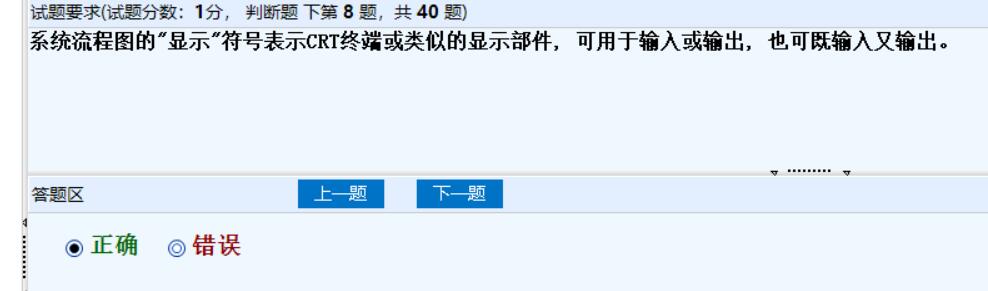 试题要求(试题分数：1分， 判断题 下第 8 题，共 40 题)
系统流程图的"显示"符号表示CRT终端或类似的显示部件，可用于输入或输出，也可既输入又输出。
答题区 上一题 下一题
正确 错误